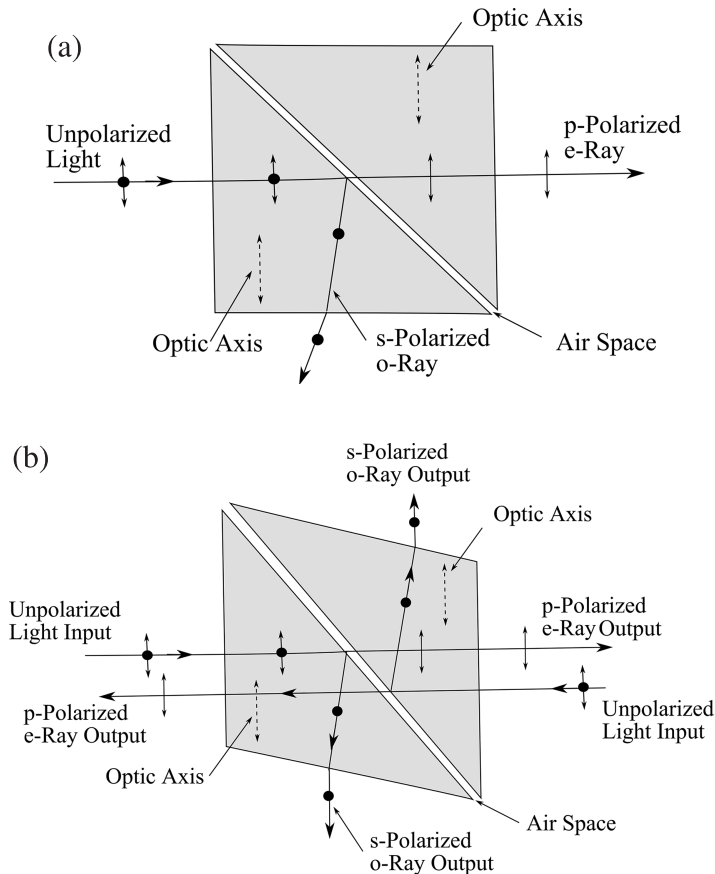 (a)
Optic Axis
Unpolarized
Light
p-Polarized
e-Ray
Optic Axis
s-Polarized
o-Ray
Air Space
(b)
s-Polarized
o-Ray Output
Optic Axis
Unpolarized
Light Input
p-Polarized
e-Ray Output
p-Polarized
e-Ray Output
Unpolarized
Light Input
Optic Axis
Air Space
s-Polarized
o-Ray Output